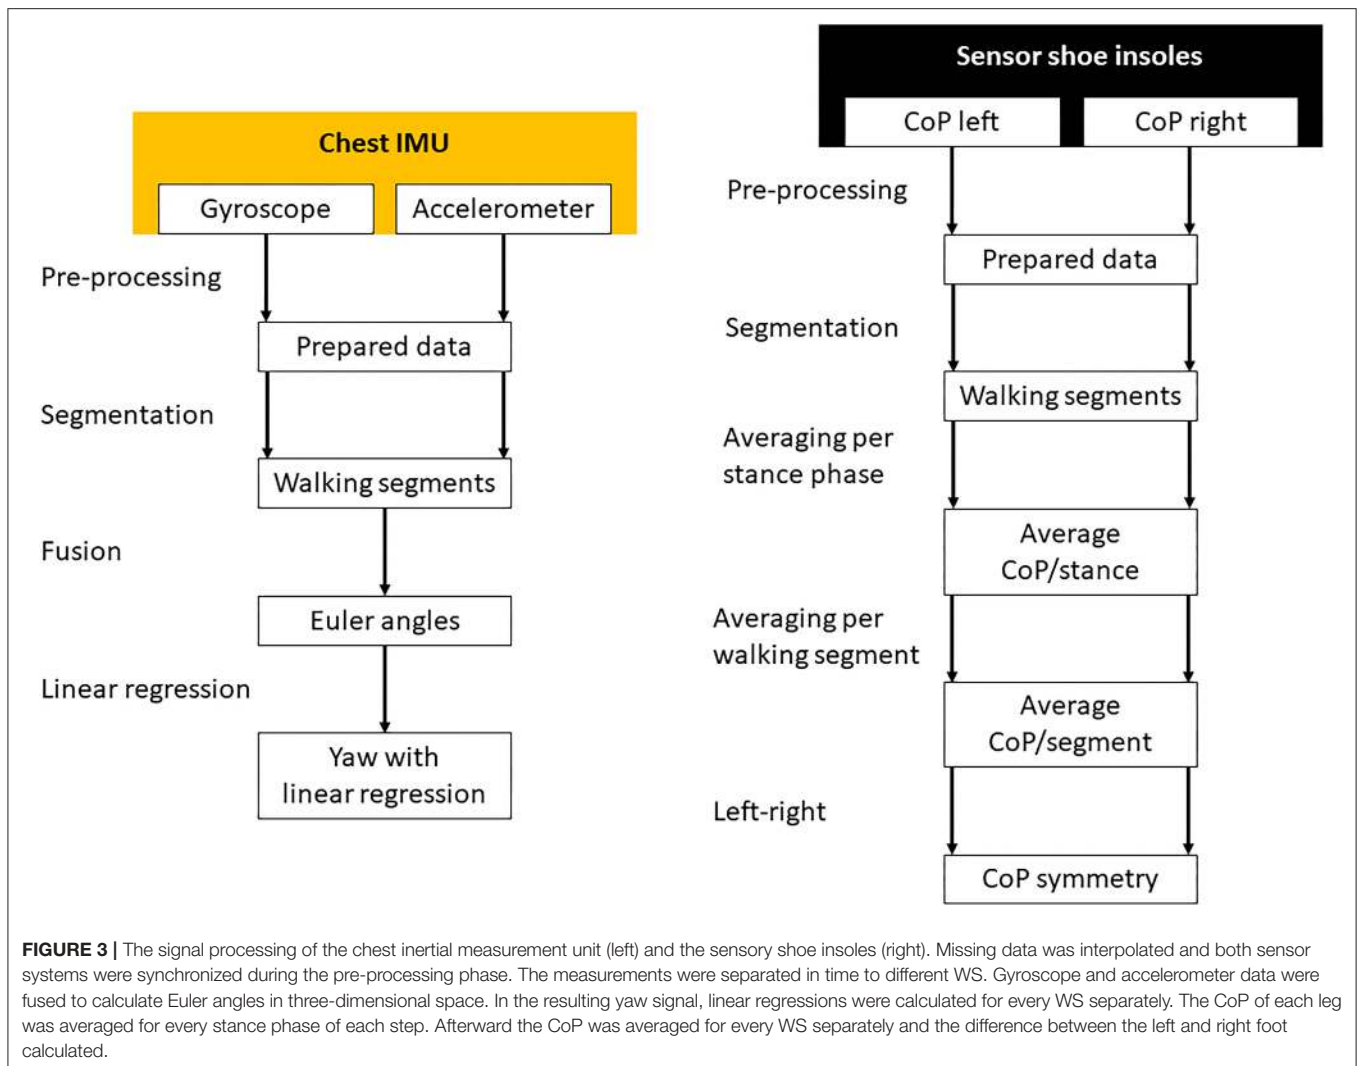 Chest IMU
Gyroscope
Accelerometer
Pre-processing
Prepared data
Segmentation
Walking segments
Fusion
Euler angles
Linear regression
Yaw with
linear regression
Sensor shoe insoles
CoP left
CoP right
Pre-processing
Prepared data
Segmentation
Walking segments
Averaging per
stance phase
Average
CoP/stance
Averaging per
walking segment
Average
CoP/segment
Left-right
CoP symmetry
FIGURE 3 | The signal processing of the chest inertial measurement unit (left) and the sensory shoe insoles (right). Missing data was interpolated and both sensor
systems were synchronized during the pre-processing phase. The measurements were separated in time to different WS. Gyroscope and accelerometer data were
fused to calculate Euler angles in three-dimensional space. In the resulting yaw signal, linear regressions were calculated for every WS separately. The CoP of each leg
was averaged for every stance phase of each step. Afterward the CoP was averaged for every WS separately and the difference between the left and right foot
calculated.